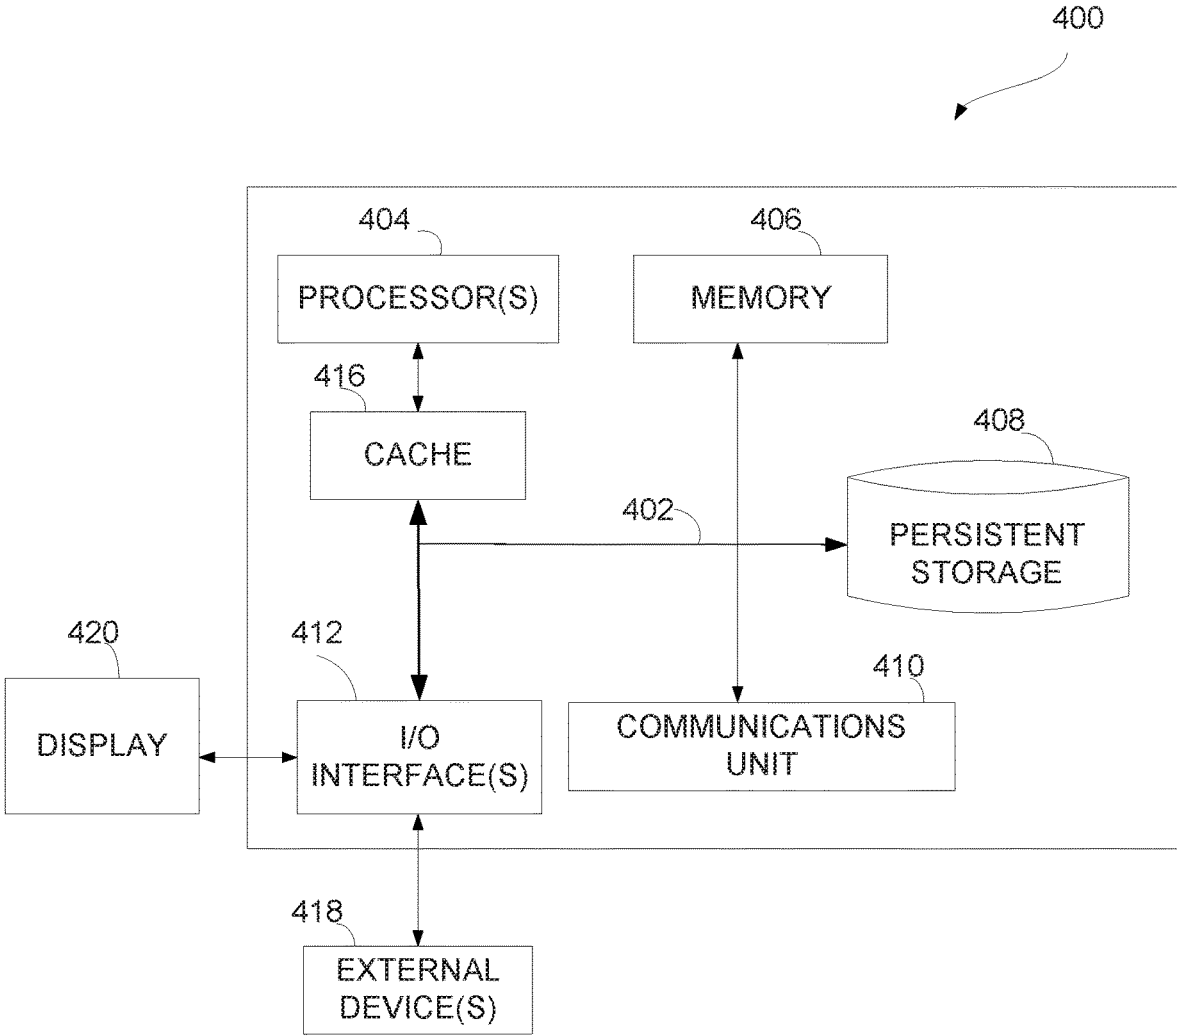 400
404
406
PROCESSOR(S)
MEMORY
416
CACHE
408
402
PERSISTENT
STORAGE
420
412
410
DISPLAY
I/O
INTERFACE(S)
COMMUNICATIONS
UNIT
418
EXTERNAL
DEVICE(S)